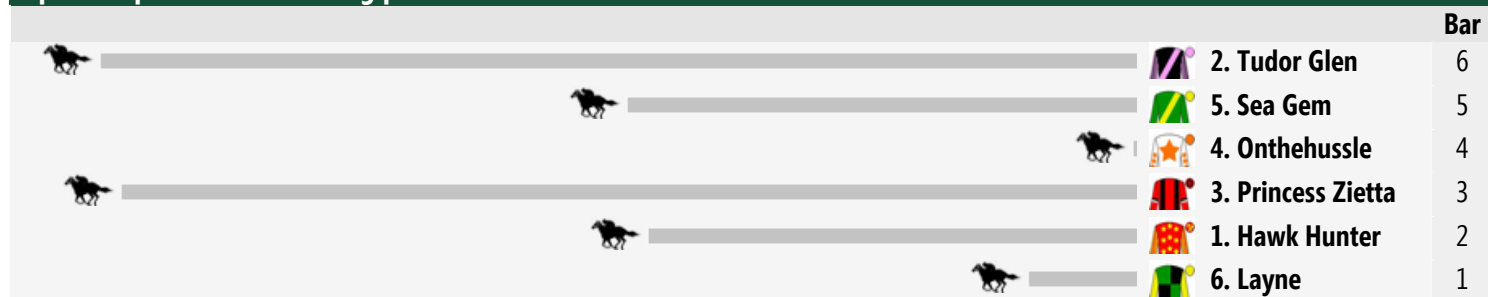 Bar
2. Tudor Glen 6
5. Sea Gem 5
4. Onthehussle 4
3. Princess Zietta 3
1. Hawk Hunter 2
6. Layne 1